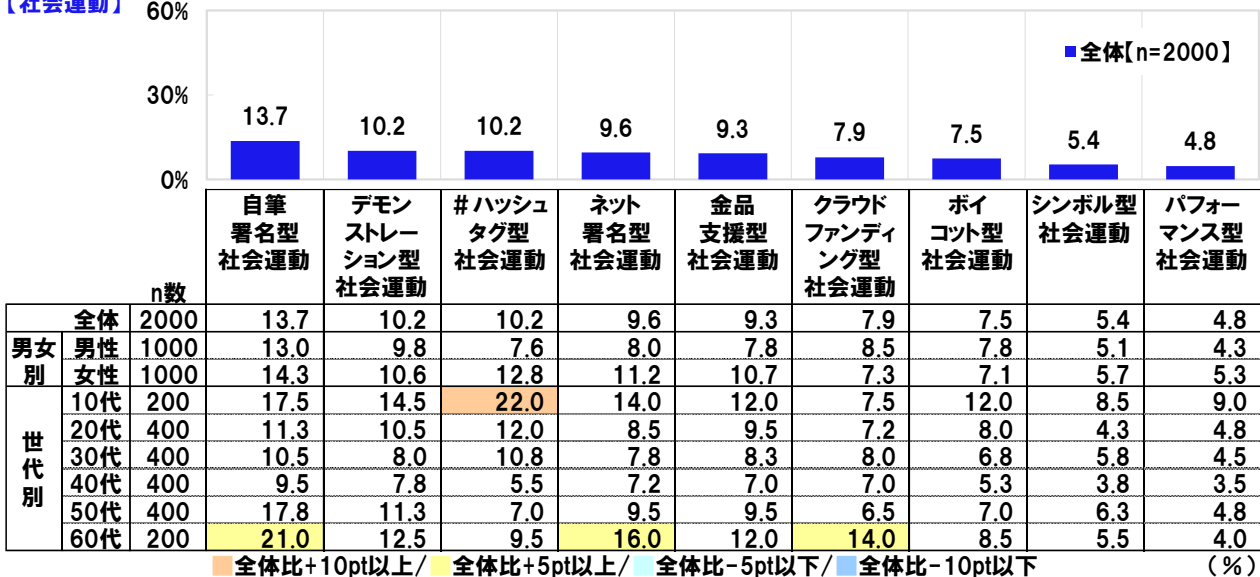 【社会運動】
60%
30%
0%
■全体【n=2000】
13.7 10.2 10.2 9.6 9.3 7.9 7.5 5.4 4.8
自筆 デモン #ハッシュ ネット 金品 クラウド ボイ シンボル型 パフォー
署名型 ストレー タグ型 署名型 支援型 ファンディ コット型 社会運動 マンス型
社会運動 ション型 社会運動 社会運動 社会運動 ング型 社会運動 社会運動
社会運動 社会運動
n数
全体 2000 13.7 10.2 10.2 9.6 9.3 7.9 7.5 5.4 4.8
男女別 男性 1000 13.0 9.8 7.6 8.0 7.8 8.5 7.8 5.1 4.3
女性 1000 14.3 10.6 12.8 11.2 10.7 7.3 7.1 5.7 5.3
世代別 10代 200 17.5 14.5 22.0 14.0 12.0 7.5 12.0 8.5 9.0
20代 400 11.3 10.5 12.0 8.5 9.5 7.2 8.0 4.3 4.8
30代 400 10.5 8.0 10.8 7.8 8.3 8.0 6.8 5.8 4.5
40代 400 9.5 7.8 5.5 7.2 7.0 7.0 5.3 3.8 3.5
50代 400 17.8 11.3 7.0 9.5 9.5 6.5 7.0 6.3 4.8
60代 200 21.0 12.5 9.5 16.0 12.0 14.0 8.5 5.5 4.0
■全体比+10pt以上/■全体比+5pt以上/■全体比-5pt以下/■全体比-10pt以下 (%)